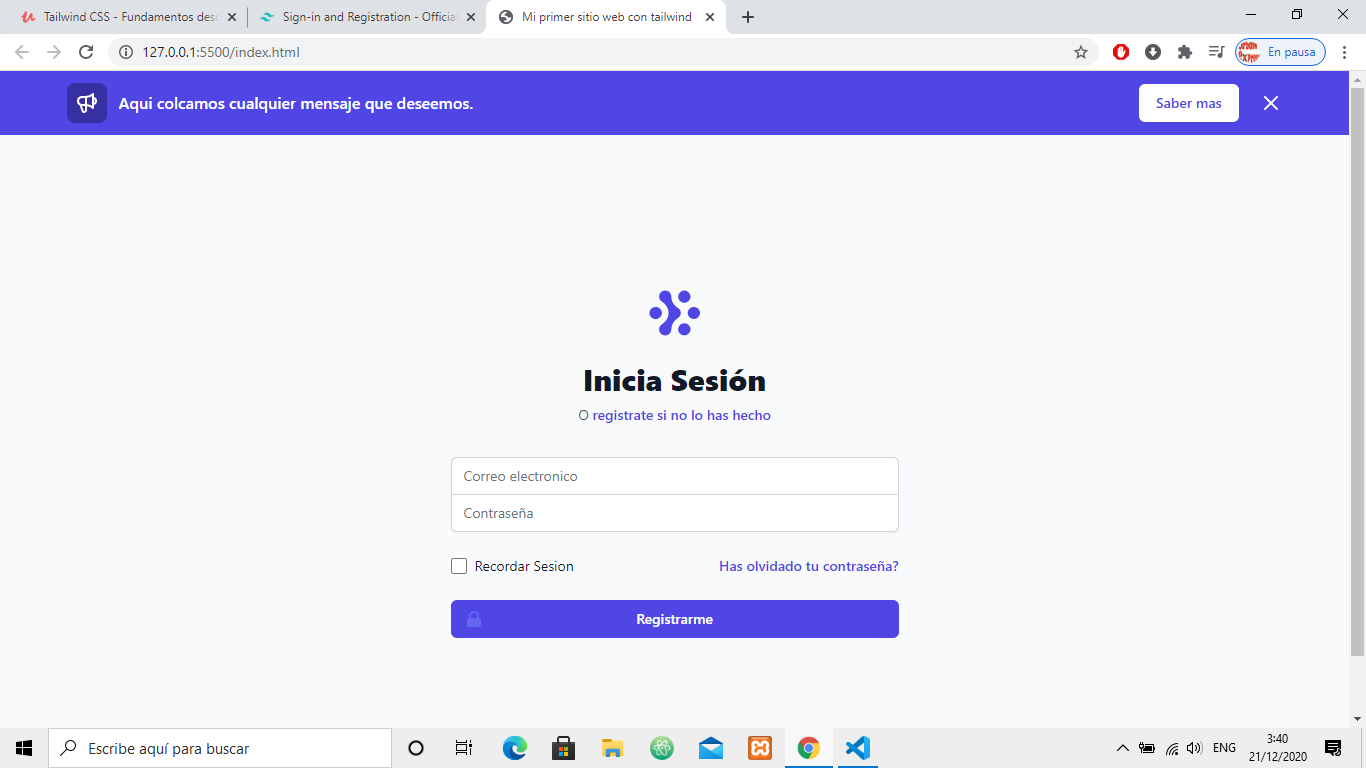 Tailwind CSS - Fundamentos desd
Sign-in and Registration - Official
Mi primer sitio web con tailwind
127.0.0.1:5500/index.html
En pausa
Aqui colcamos cualquier mensaje que deseemos.
Saber mas
Inicia Sesión
O registrate si no lo has hecho
Correo electronico
Contraseña
Recordar Sesion
Has olvidado tu contraseña?
Registrarme
Escribe aquí para buscar
ENG
3:40
21/12/2020